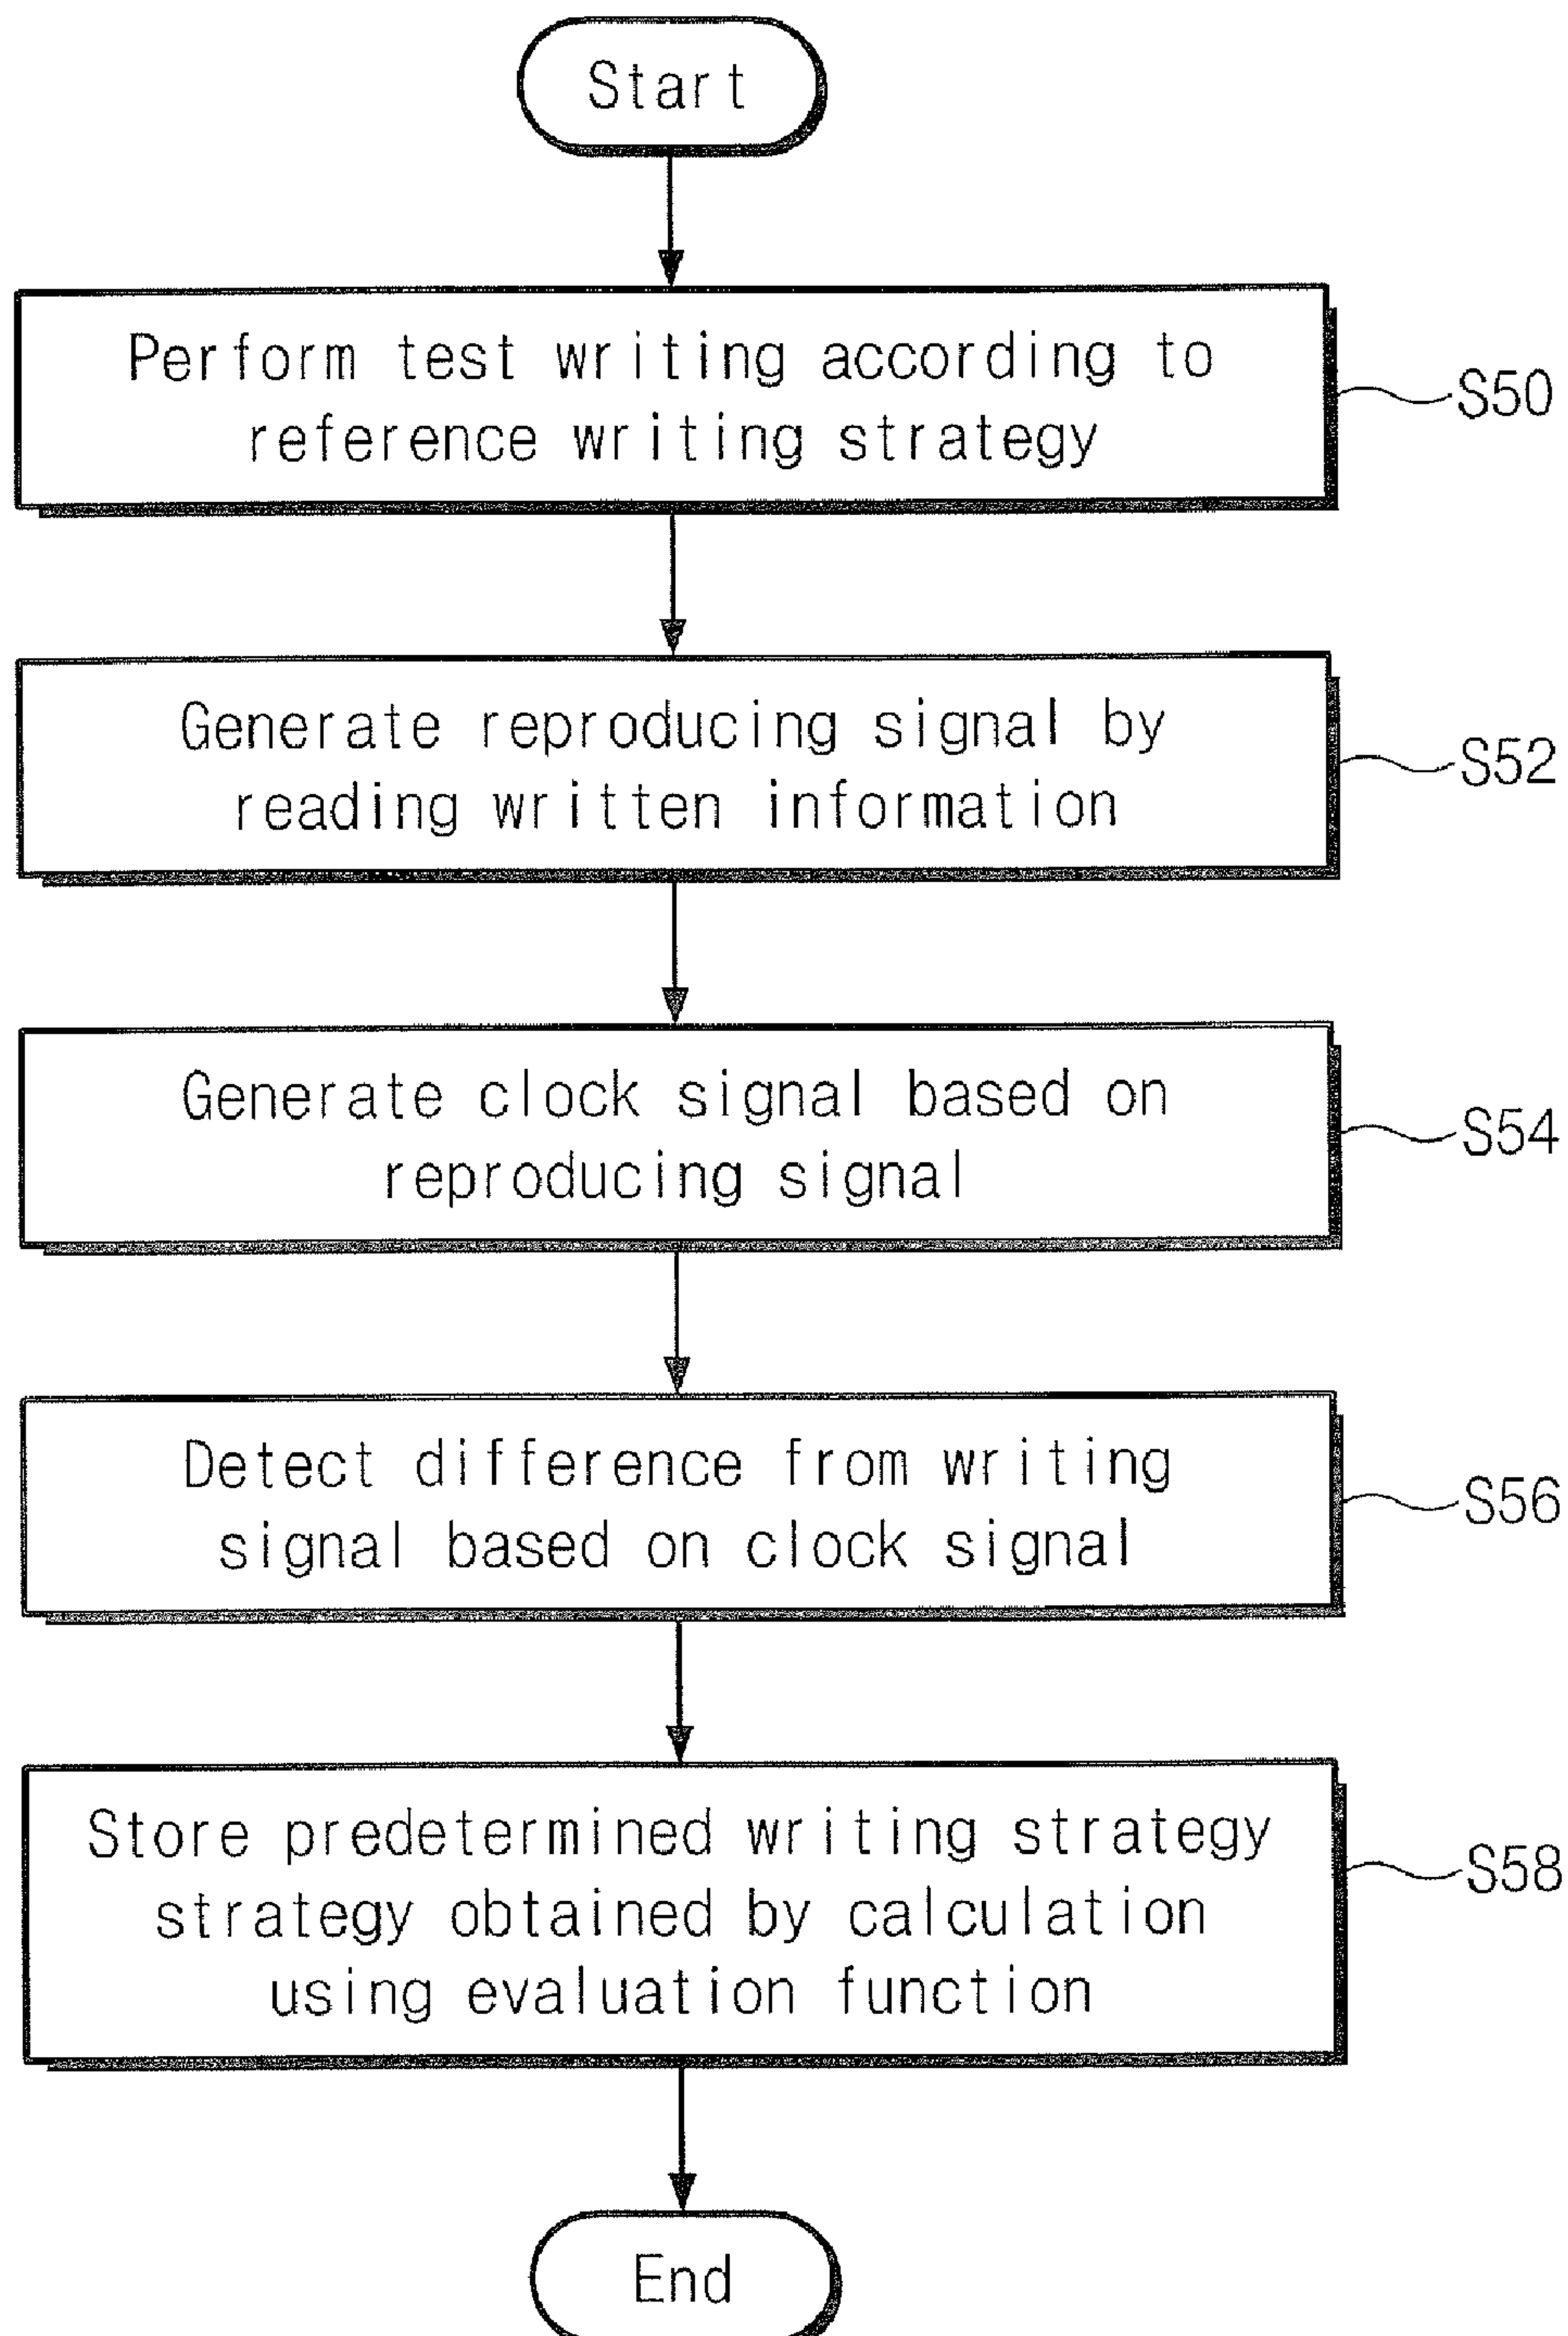 Start
Perform test writing according to
reference writing strategy
S50
Generate reproducing signal by
reading written information
S52
Generate clock signal based on
reproducing signal
S54
Detect difference from writing
signal based on clock signal
S56
Store predetermined writing strategy
strategy obtained by calculation
using evaluation function
S58
End